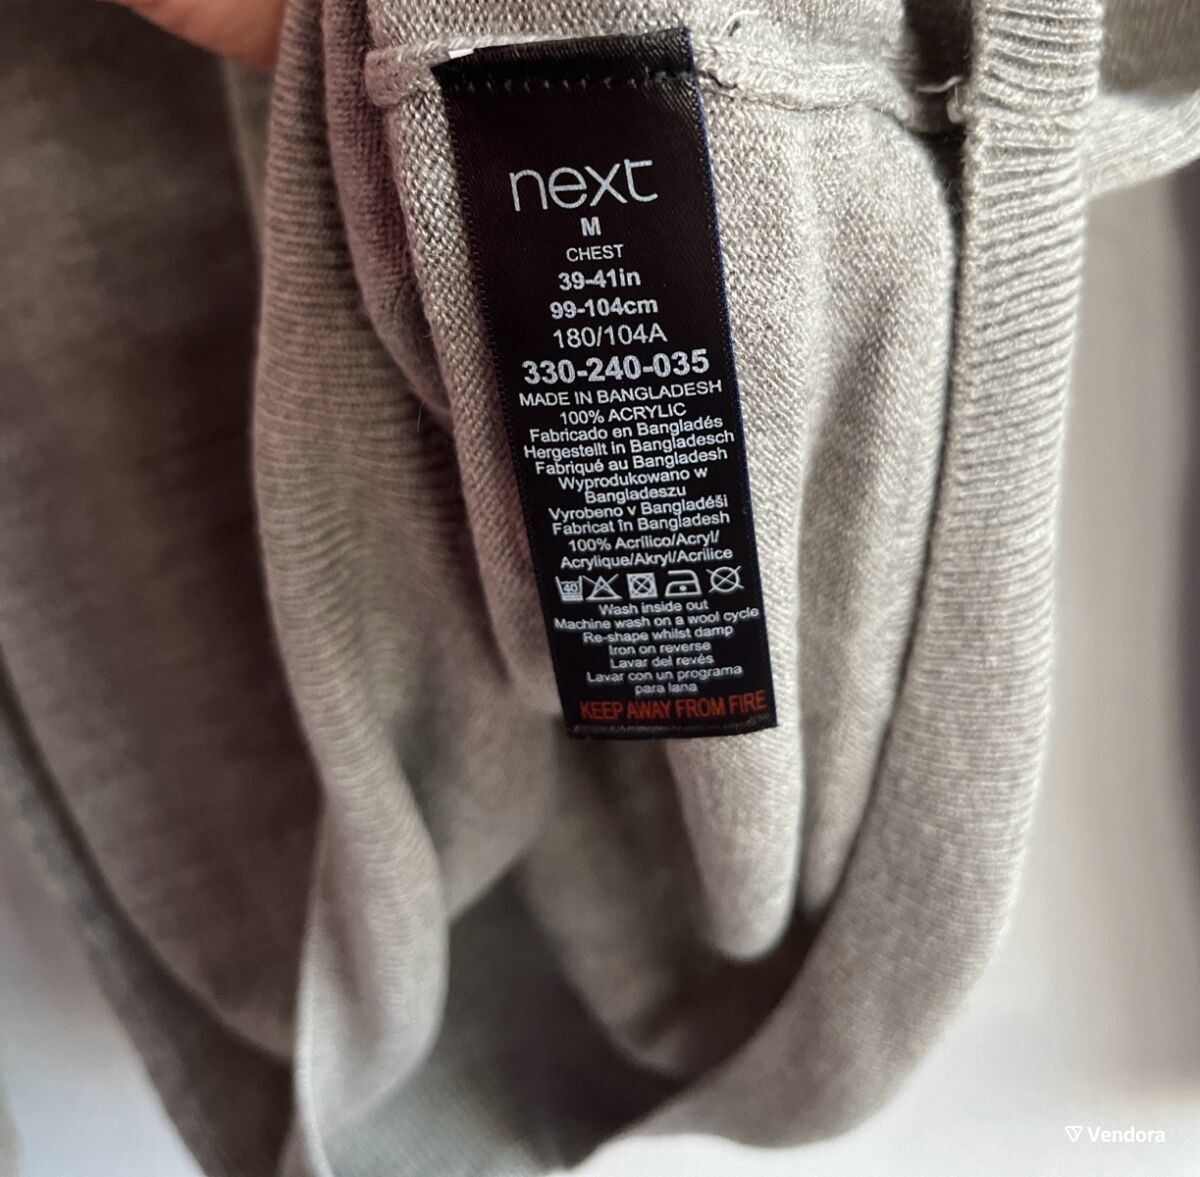 next
M
CHEST
39-41in
99-104cm
180/104A
330-240-035
MADE IN BANGLADESH
100% ACRYLIC
Fabricado en Bangladés
Hergestellt in Bangladesch
Fabriqué au Bangladesh
Wyprodukowano w
Bangladeszu
Vyrobeno v Bangladéši
Fabricat în Bangladesh
100% Acrílico/Acryl/
Acrylique/Akryl/Acrilice
40
Wash inside out
Machine wash on a wool cycle
Re-shape whilst damp
Iron on reverse
Lavar del revés
Lavar con un programa
para lana
KEEP AWAY FROM FIRE
Vendora